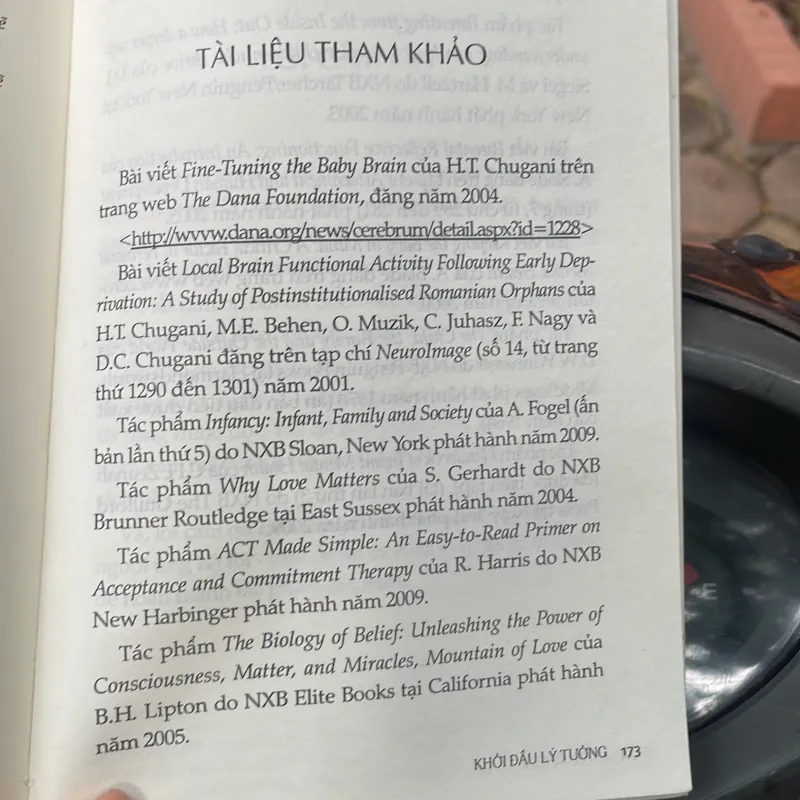 TÀI LIỆU THAM KHẢO
Bài viết Fine-Tuning the Baby Brain của H.T. Chugani trên
trang web The Dana Foundation, đăng năm 2004.
<http://wvvw.dana.org/news/cerebrum/detail.aspx?id=1228>
Bài viết Local Brain Functional Activity Following Early Dep-
rivation: A Study of Postinstitutionalised Romanian Orphans của
H.T. Chugani, M.E. Behen, O. Muzik, C. Juhasz, F. Nagy và
D.C. Chugani đăng trên tạp chí NeuroImage (số 14, từ trang
thứ 1290 đến 1301) năm 2001.
Tác phẩm Infancy: Infant, Family and Society của A. Fogel (ấn
bản lần thứ 5) do NXB Sloan, New York phát hành năm 2009.
Tác phẩm Why Love Matters của S. Gerhardt do NXB
Brunner Routledge tại East Sussex phát hành năm 2004.
Tác phẩm ACT Made Simple: An Easy-to-Read Primer on
Acceptance and Commitment Therapy của R. Harris do NXB
New Harbinger phát hành năm 2009.
Tác phẩm The Biology of Belief: Unleashing the Power of
Consciousness, Matter, and Miracles, Mountain of Love của
B.H. Lipton do NXB Elite Books tại California phát hành
năm 2005.
KHỞI ĐẦU LÝ TƯỞNG 173